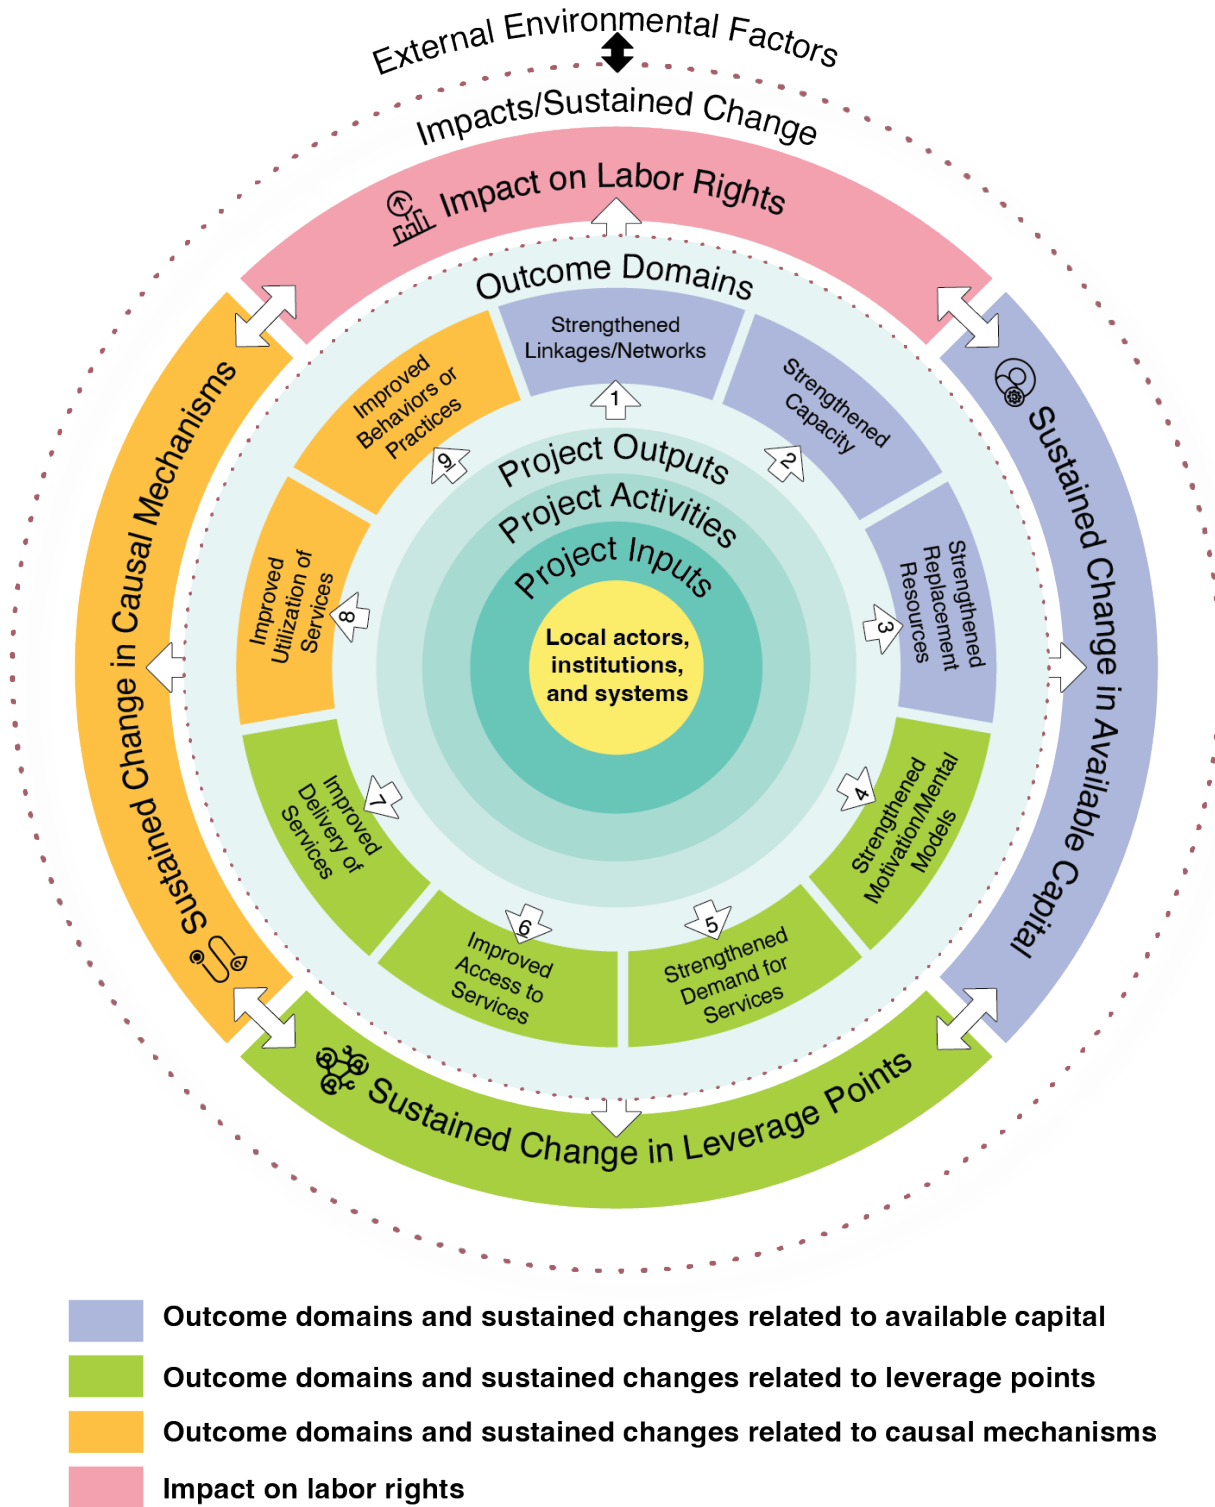 External Environmental Factors
Impacts/Sustained Change
Impact on Labor Rights
Outcome Domains
Strengthened
Linkages/Networks
1
Strengthened
Capacity
2
Strengthened
Replacement
Resources
3
Strengthened
Motivation/Mental
Models
4
Strengthened
Demand for
Services
5
Improved
Access to
Services
6
Improved
Delivery of
Services
7
Improved
Utilization of
Services
8
Improved
Behaviors or
Practices
9
Project Outputs
Project Activities
Project Inputs
Local actors,
institutions,
and systems
Sustained Change in Available Capital
Sustained Change in Leverage Points
Sustained Change in Causal Mechanisms
Outcome domains and sustained changes related to available capital
Outcome domains and sustained changes related to leverage points
Outcome domains and sustained changes related to causal mechanisms
Impact on labor rights